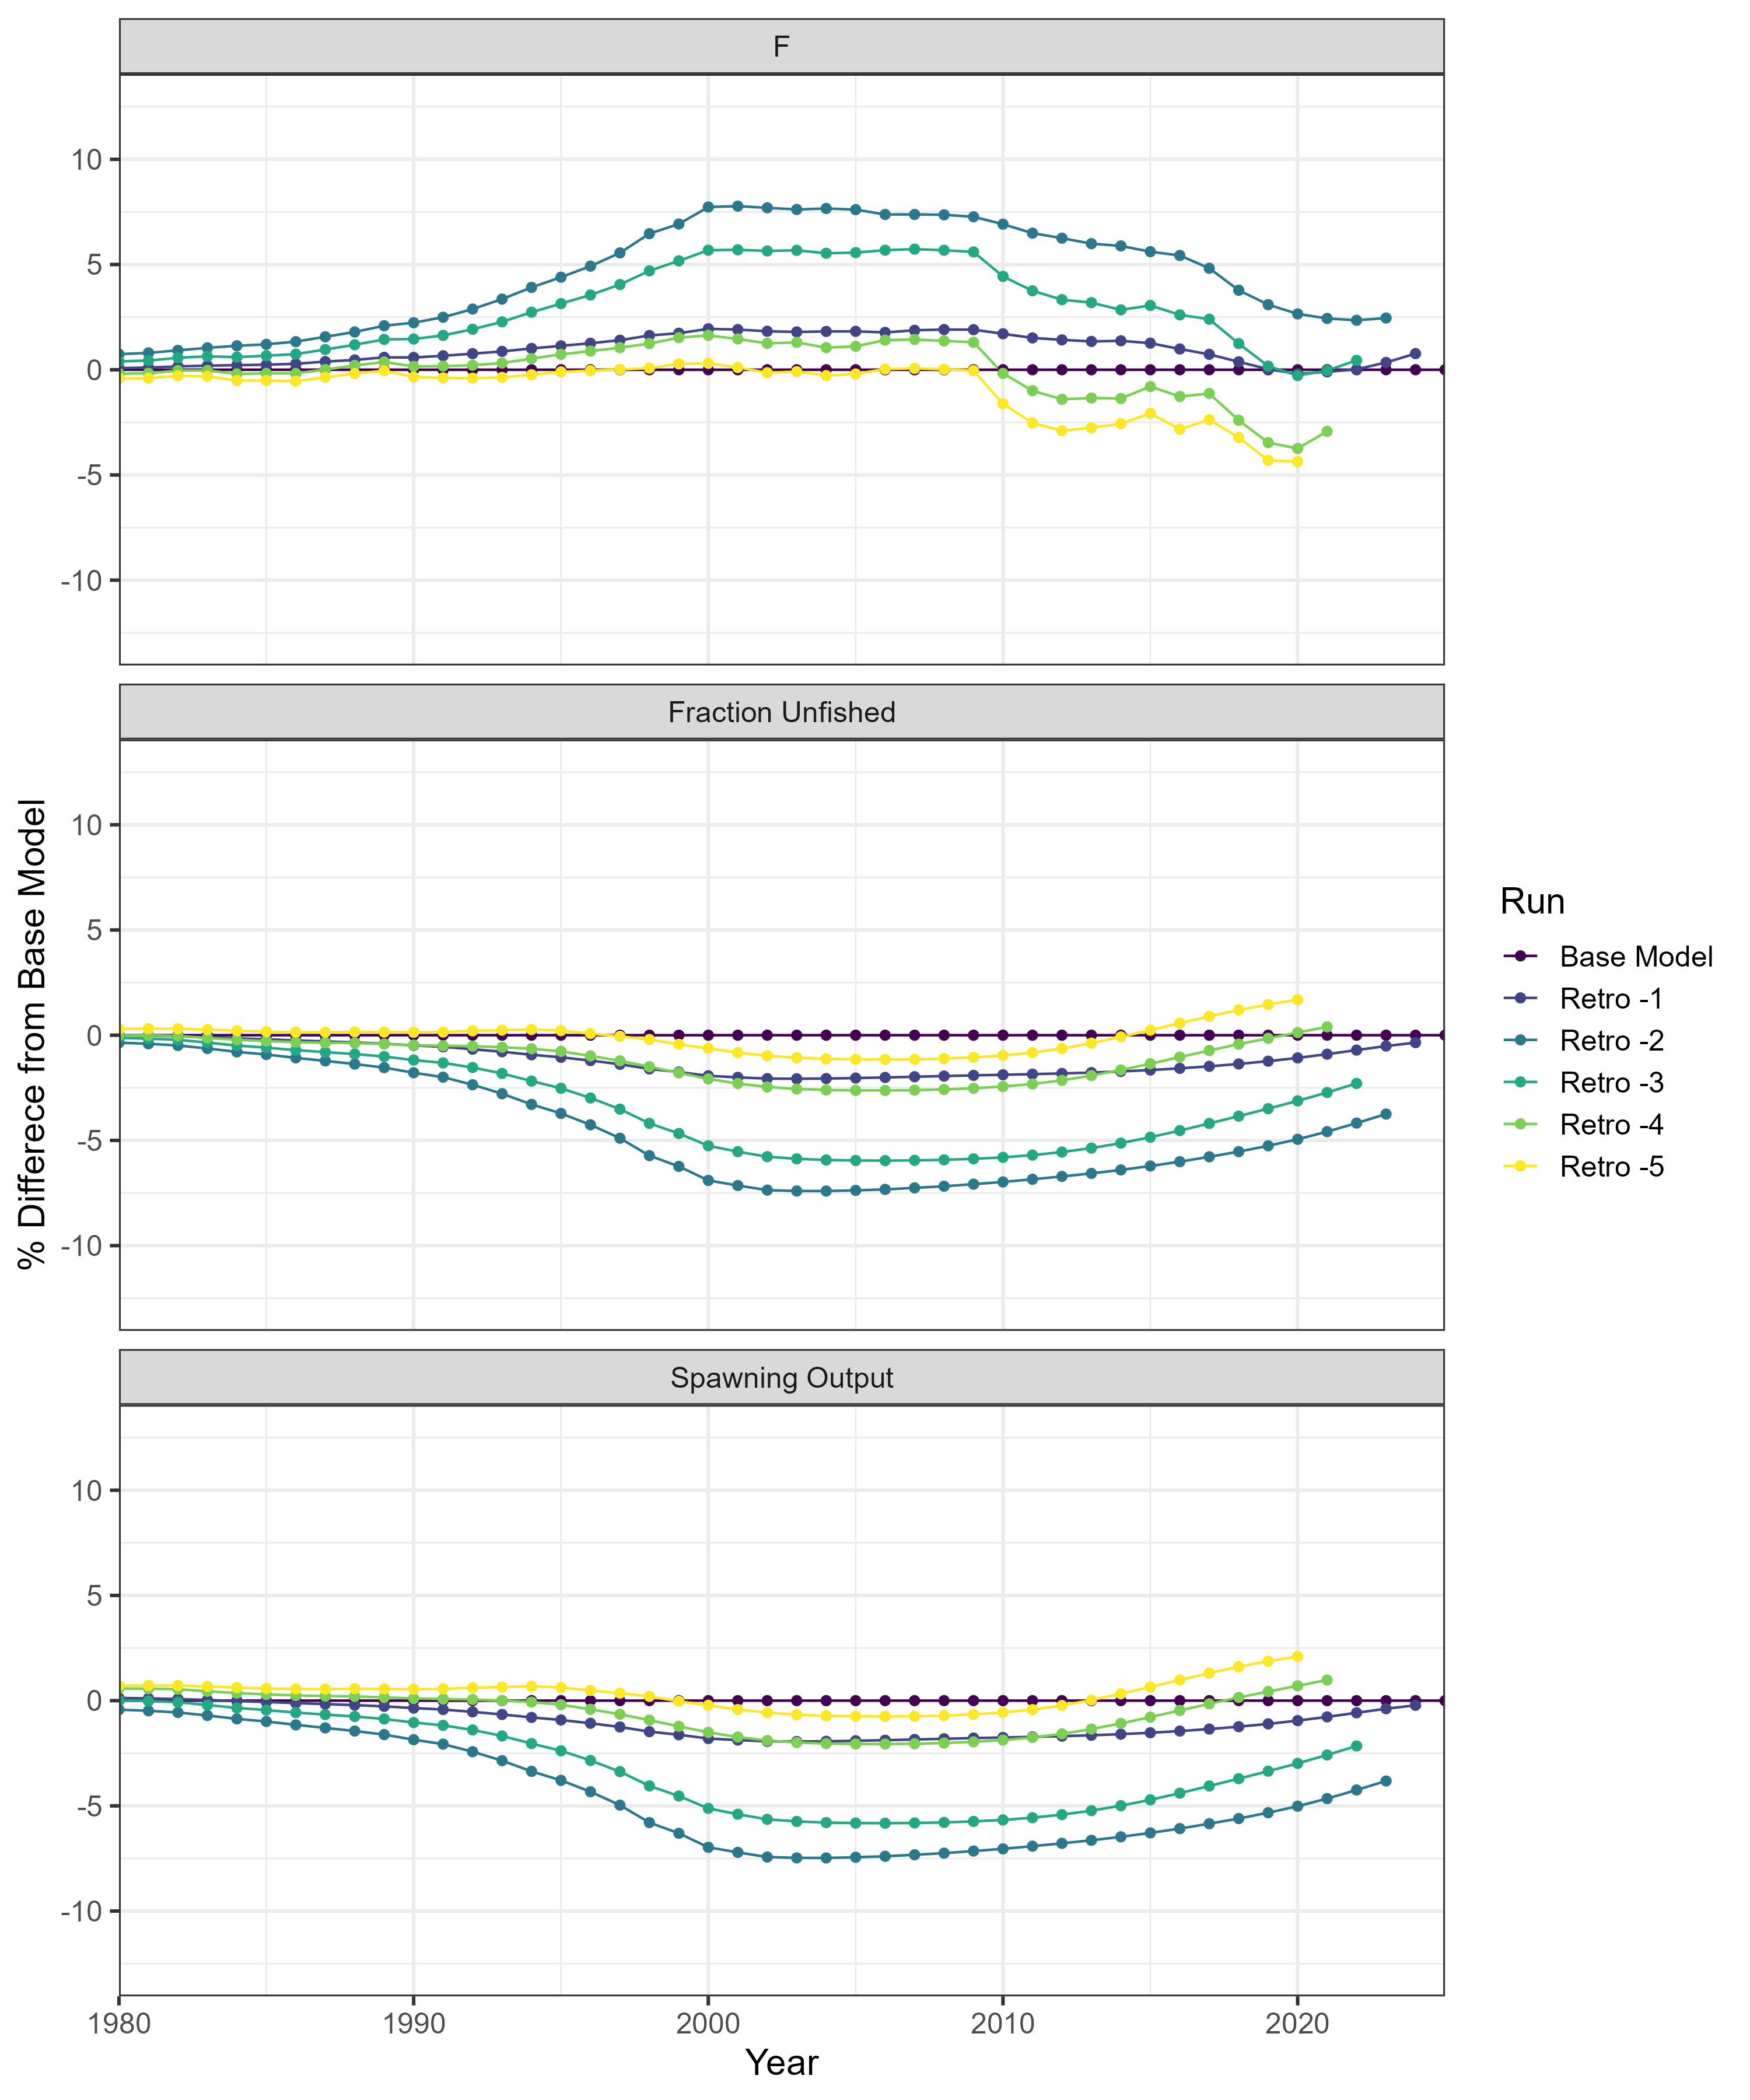 F
10
5
0
-5
-10
Fraction Unfished
10
5
0
-5
-10
Spawning Output
10
5
0
-5
-10
1980 1990 2000 2010 2020
Year
% Differece from Base Model
Run
Base Model
Retro -1
Retro -2
Retro -3
Retro -4
Retro -5